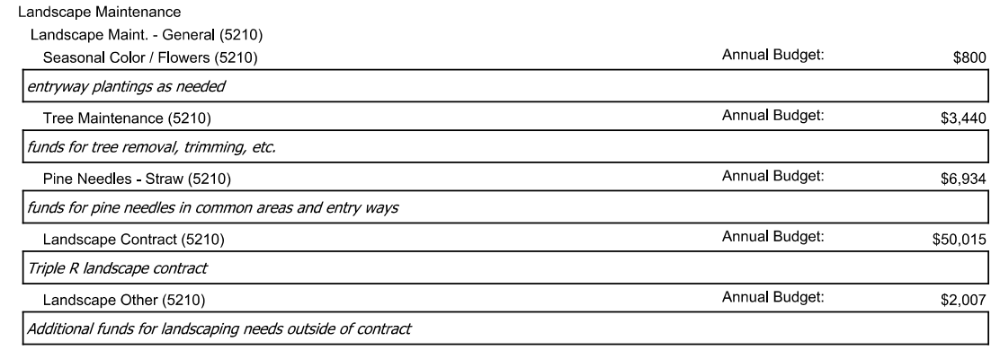 Landscape Maintenance
Landscape Maint. - General (5210)
Seasonal Color / Flowers (5210) Annual Budget: $800
entryway plantings as needed
Tree Maintenance (5210) Annual Budget: $3,440
funds for tree removal, trimming, etc.
Pine Needles - Straw (5210) Annual Budget: $6,934
funds for pine needles in common areas and entry ways
Landscape Contract (5210) Annual Budget: $50,015
Triple R landscape contract
Landscape Other (5210) Annual Budget: $2,007
Additional funds for landscaping needs outside of contract